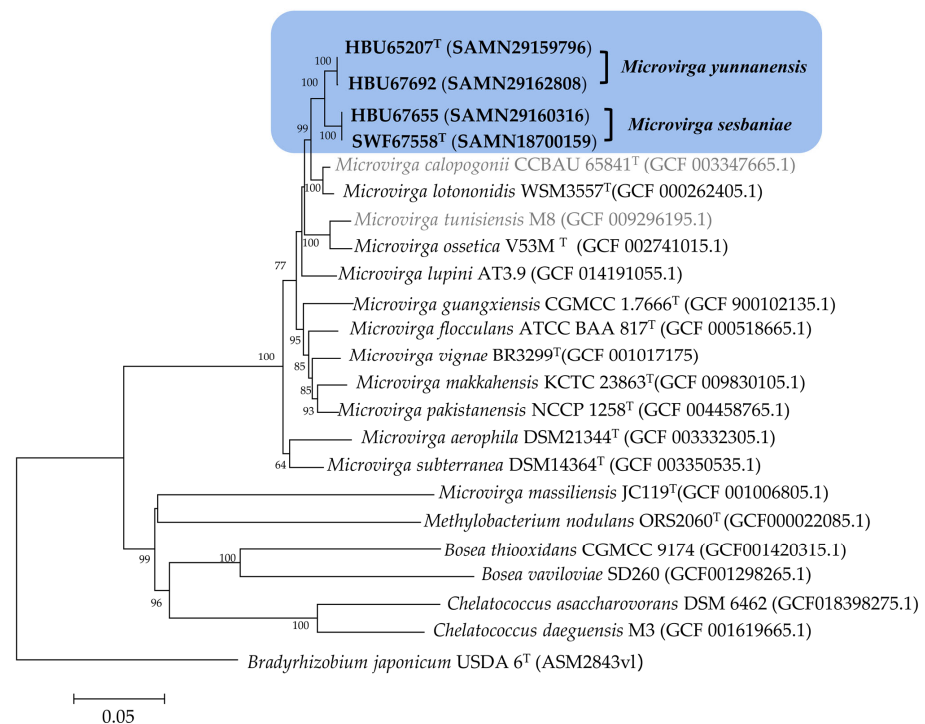 HBU65207T (SAMN29159796)
100
Microvirga yunnanensis
100
HBU67692 (SAMN29162808)
HBU67655 (SAMN29160316)
99
100
Microvirga sesbaniae
SWF67558T (SAMN18700159)
Microvirga calopogonii CCBAU 65841T (GCF 003347665.1)
100
Microvirga lotononidis WSM3557T(GCF 000262405.1)
Microvirga tunisiensis M8 (GCF 009296195.1)
100
Microvirga ossetica V53M T (GCF 002741015.1)
77
Microvirga lupini AT3.9 (GCF 014191055.1)
Microvirga guangxiensis CGMCC 1.7666T (GCF 900102135.1)
Microvirga flocculans ATCC BAA 817T (GCF 000518665.1)
95
100
Microvirga vignae BR3299T(GCF 001017175)
85
Microvirga makkahensis KCTC 23863T(GCF 009830105.1)
85
Microvirga pakistanensis NCCP 1258T (GCF 004458765.1)
93
Microvirga aerophila DSM21344T (GCF 003332305.1)
64
Microvirga subterranea DSM14364T (GCF 003350535.1)
Microvirga massiliensis JC119T(GCF 001006805.1)
Methylobacterium nodulans ORS2060T (GCF000022085.1)
99
100
Bosea thiooxidans CGMCC 9174 (GCF001420315.1)
Bosea vaviloviae SD260 (GCF001298265.1)
96
Chelatococcus asaccharovorans DSM 6462 (GCF018398275.1)
100
Chelatococcus daeguensis M3 (GCF 001619665.1)
Bradyrhizobium japonicum USDA 6T (ASM2843vl)
0.05